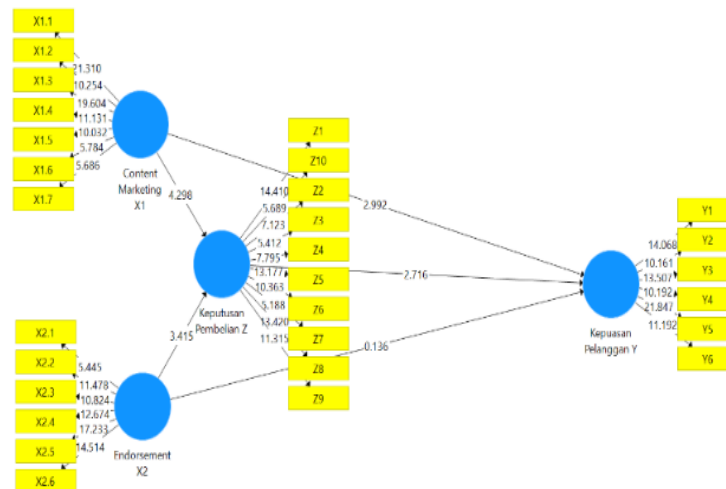 X1.1
X1.2
X1.3
X1.4
X1.5
X1.6
X1.7
21.310
10.254
19.604
11.131
10.032
5.784
5.686
Content
Marketing
X1
4.298
Z1
Z10
Z2
Z3
Z4
Z5
Z6
Z7
Z8
Z9
14.410
5.689
7.123
5.412
7.795
13.177
10.363
5.188
13.420
11.315
Keputusan
Pembelian Z
2.992
2.716
0.136
3.415
X2.1
X2.2
X2.3
X2.4
X2.5
X2.6
5.445
11.478
10.824
12.674
17.233
14.514
Endorsement
X2
Kepuasan
Pelanggan Y
14.068
10.161
13.507
10.192
21.847
11.192
Y1
Y2
Y3
Y4
Y5
Y6